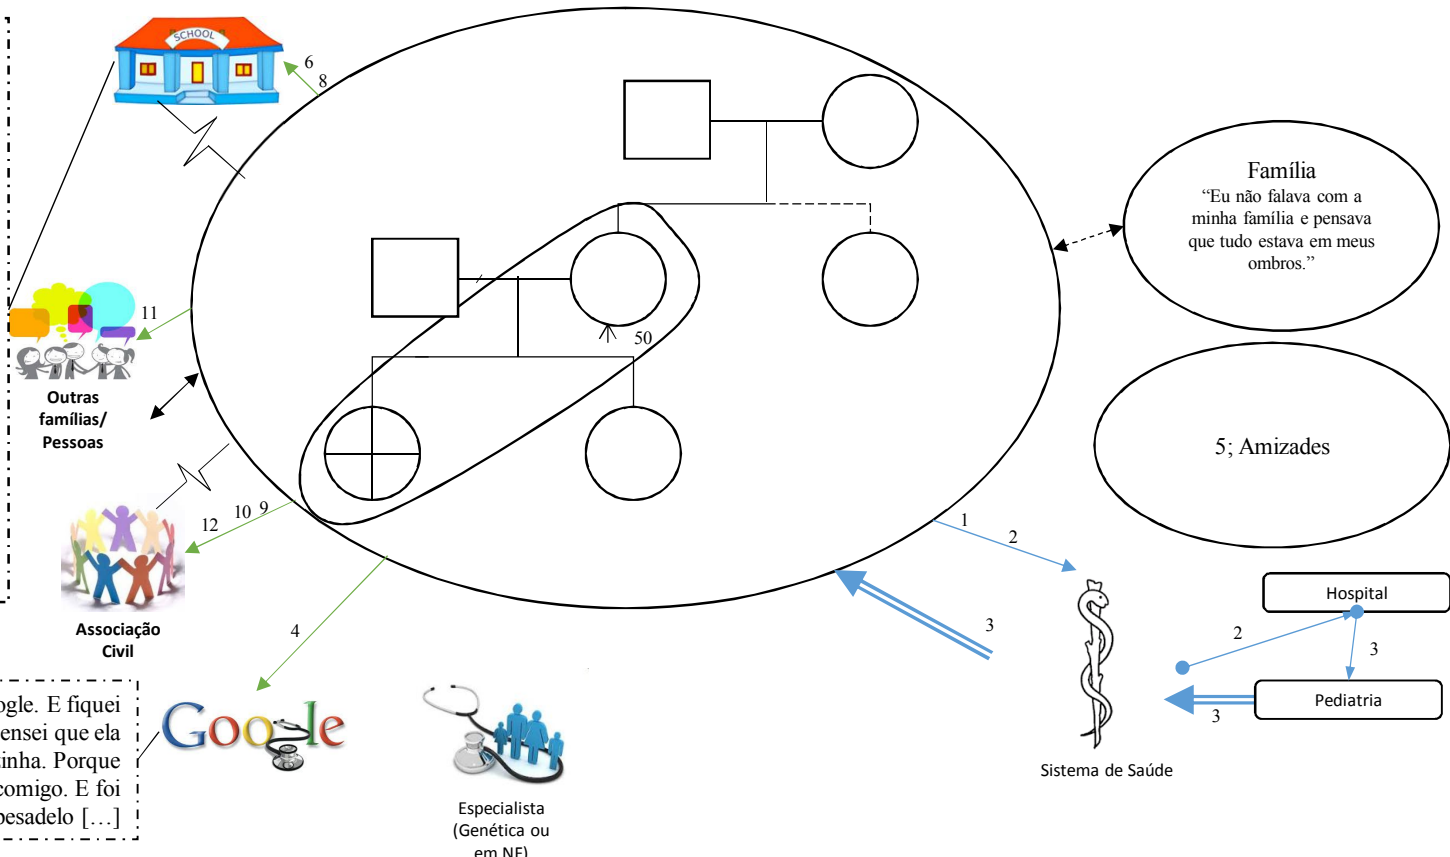 SCHOOL
6
8
Família
“Eu não falava com a
minha família e pensava
que tudo estava em meus
ombros.”
11
50
Outras
famílias/
Pessoas
5; Amizades
12 10 9
1
2
Associação
Civil
4
3
Hospital
2
3
Pediatria
3
Sistema de Saúde
ogle. E fiquei
ensei que ela
inha. Porque
comigo. E foi
pesadelo […]
Google
Especialista
(Genética ou
em NF)